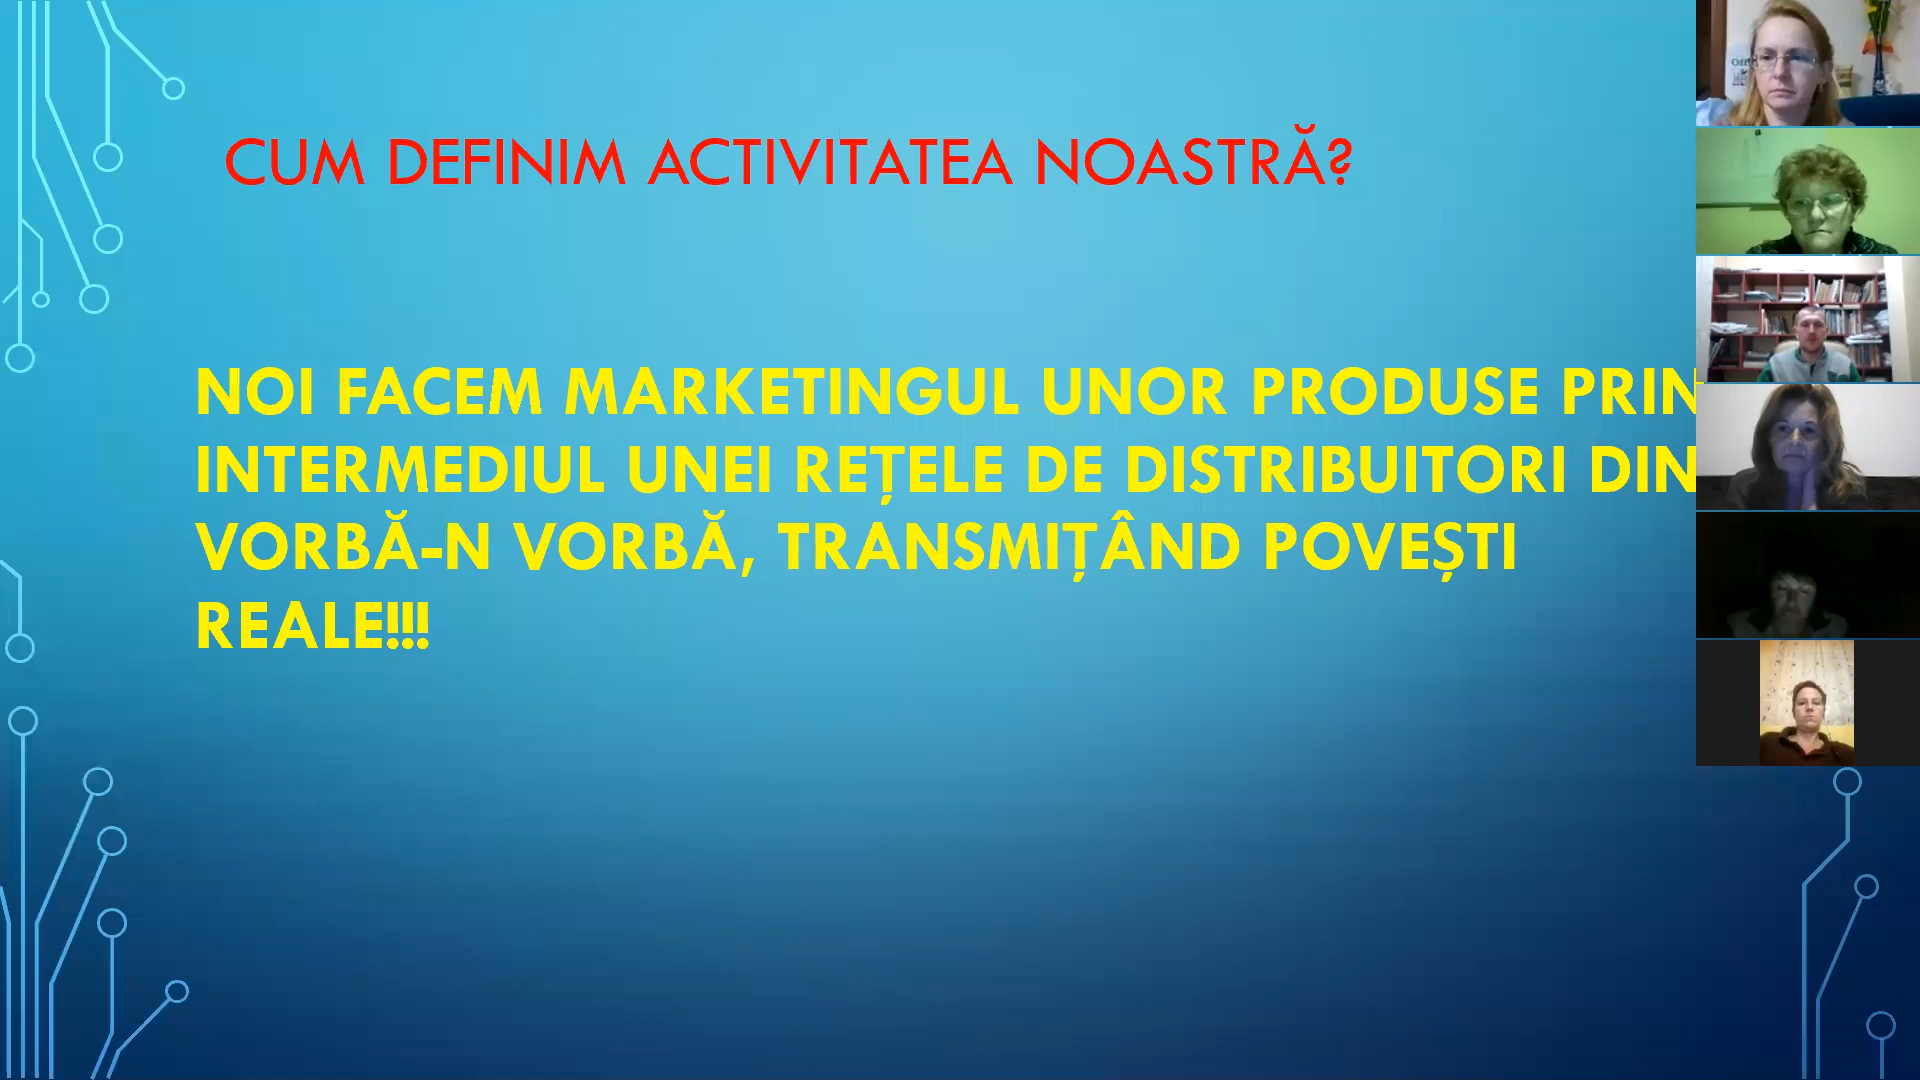 CUM DEFINIM ACTIVITATEA NOASTRĂ?
NOI FACEM MARKETINGUL UNOR PRODUSE PRIN
INTERMEDIUL UNEI REȚELE DE DISTRIBUITORI DIN
VORBĂ-N VORBĂ, TRANSMIȚÂND POVEȘTI
REALE!!!